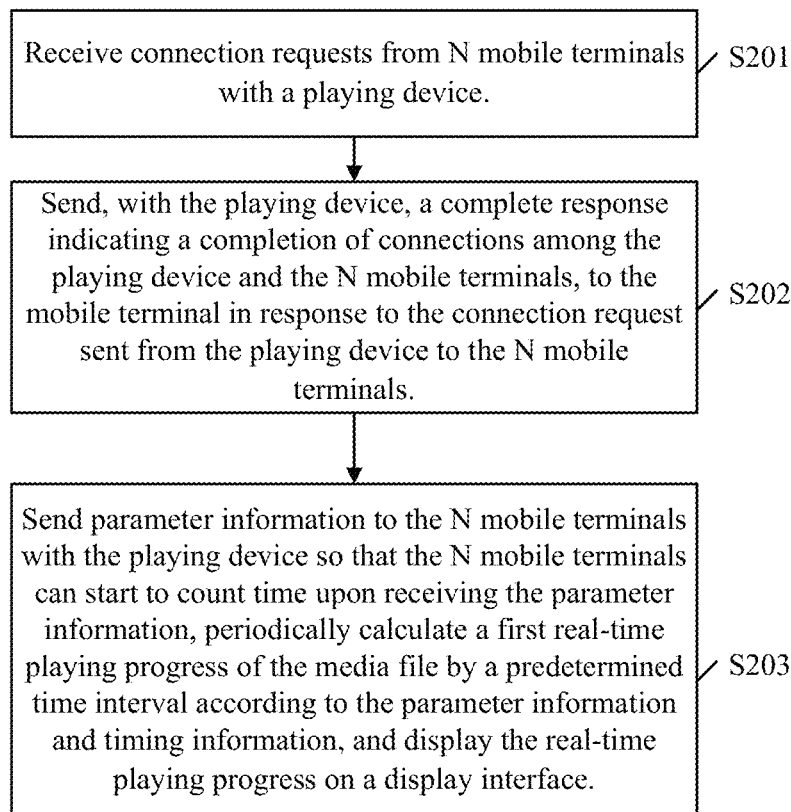 Receive connection requests from N mobile terminals
with a playing device.
S201
Send, with the playing device, a complete response
indicating a completion of connections among the
playing device and the N mobile terminals, to the
mobile terminal in response to the connection request
sent from the playing device to the N mobile
terminals.
S202
Send parameter information to the N mobile terminals
with the playing device so that the N mobile terminals
can start to count time upon receiving the parameter
information, periodically calculate a first real-time
playing progress of the media file by a predetermined
time interval according to the parameter information
and timing information, and display the real-time
playing progress on a display interface.
S203